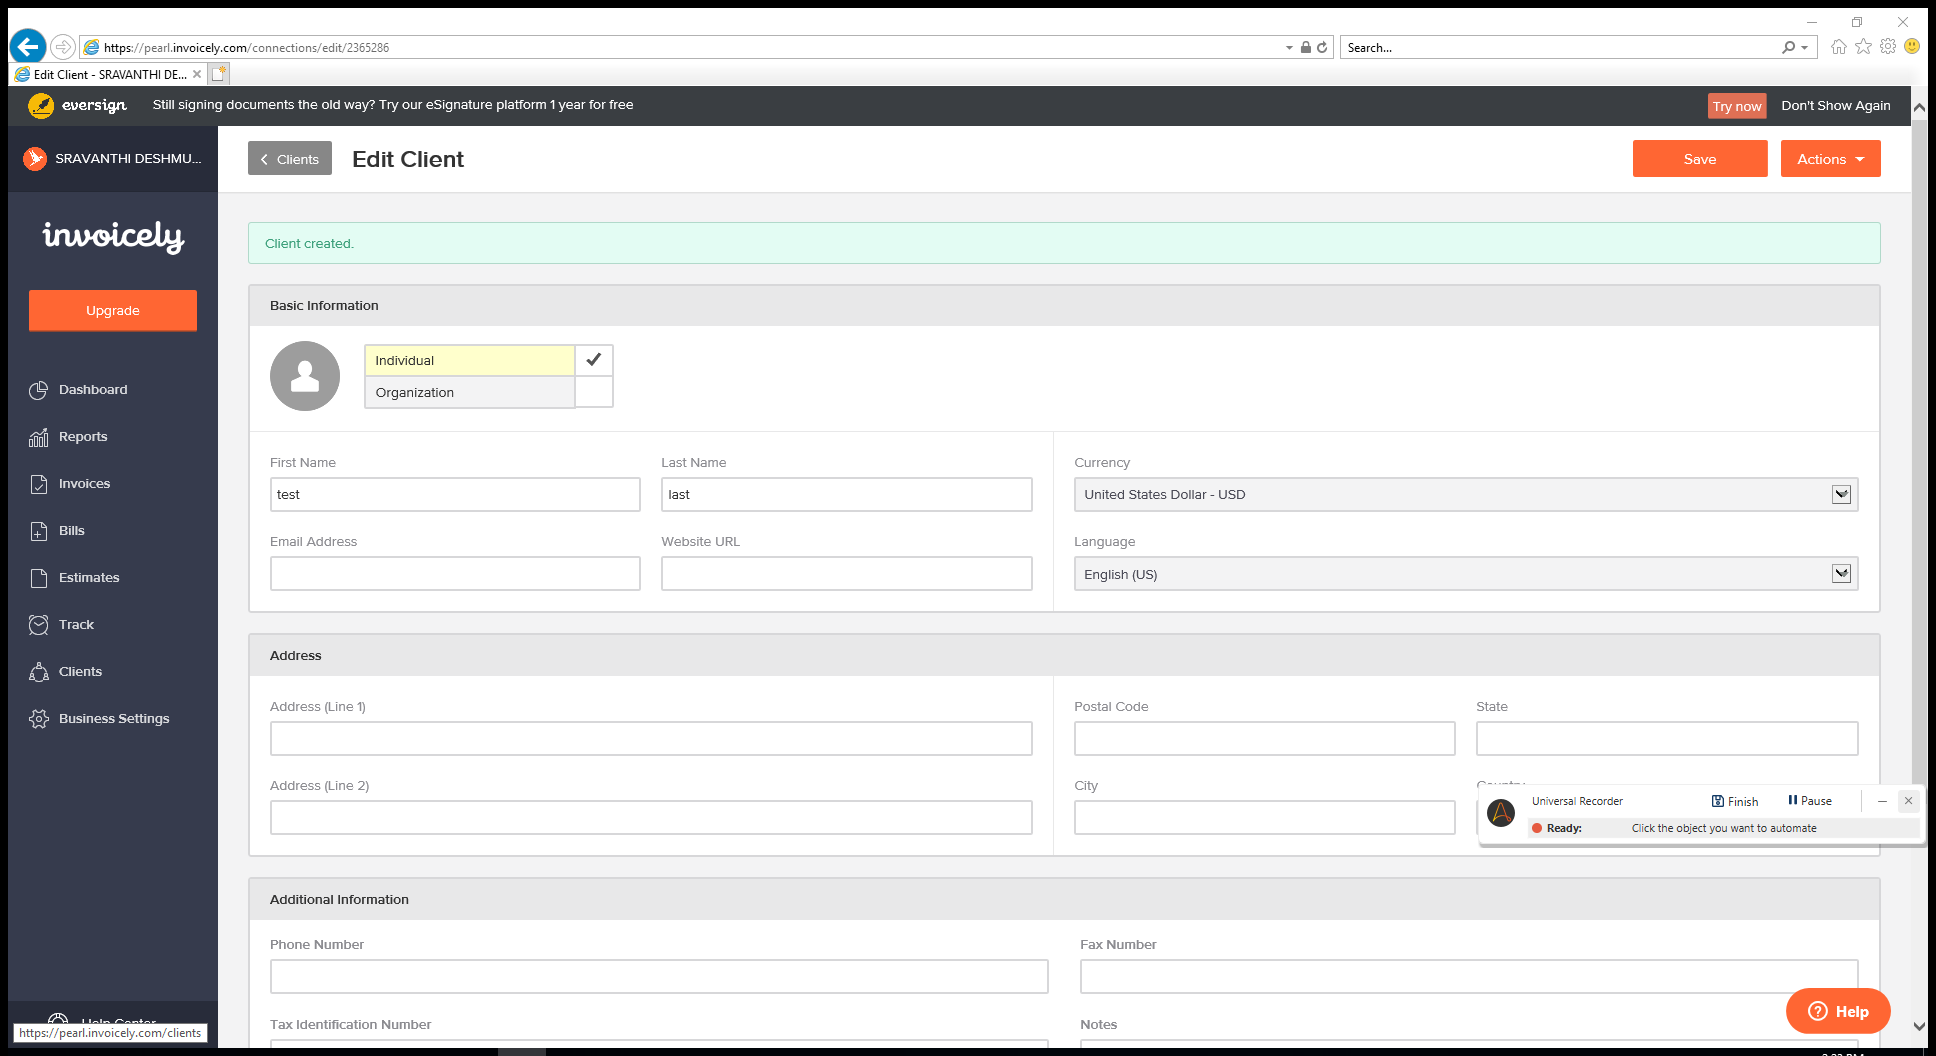 https://pearl.invoicely.com/connections/edit/2365286
Search...
Edit Client - SRAVANTHI DE...
eversign
Still signing documents the old way? Try our eSignature platform 1 year for free
Try now
Don't Show Again
SRAVANTHI DESHMU...
Clients
Edit Client
Save
Actions
invoicely
Client created.
Upgrade
Basic Information
Individual
Organization
Dashboard
Reports
Invoices
Bills
Estimates
Track
Clients
Business Settings
First Name
Last Name
Currency
test
last
United States Dollar - USD
Email Address
Website URL
Language
English (US)
Address
Address (Line 1)
Postal Code
State
Address (Line 2)
City
Country
Universal Recorder
Finish
Pause
Ready:
Click the object you want to automate
Additional Information
Phone Number
Fax Number
Help
Help Center
https://pearl.invoicely.com/clients
Tax Identification Number
Notes